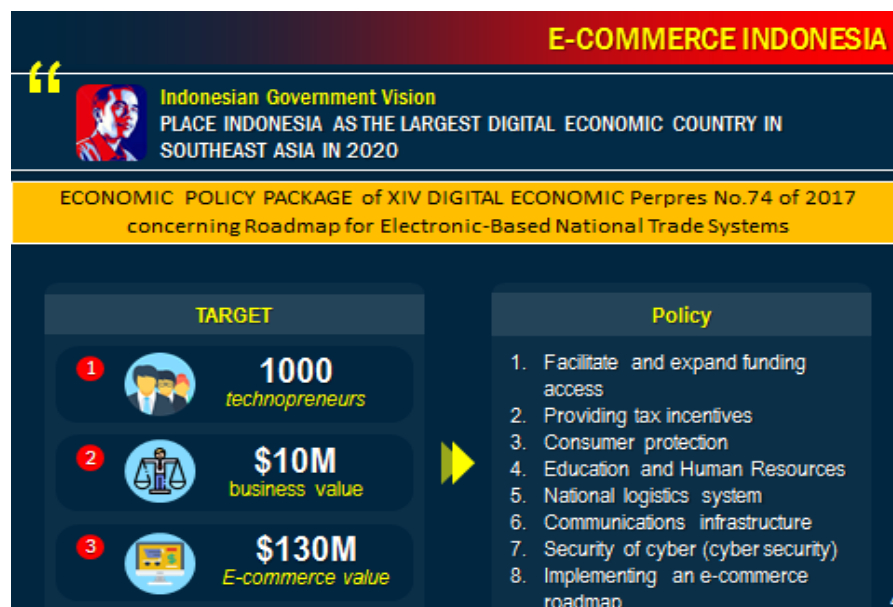 E-COMMERCE INDONESIA
“
Indonesian Government Vision
PLACE INDONESIA AS THE LARGEST DIGITAL ECONOMIC COUNTRY IN
SOUTHEAST ASIA IN 2020
ECONOMIC POLICY PACKAGE of XIV DIGITAL ECONOMIC Perpres No.74 of 2017
concerning Roadmap for Electronic-Based National Trade Systems
TARGET
1
1000
technopreneurs
2
$10M
business value
3
$130M
E-commerce value
Policy
1. Facilitate and expand funding
access
2. Providing tax incentives
3. Consumer protection
4. Education and Human Resources
5. National logistics system
6. Communications infrastructure
7. Security of cyber (cyber security)
8. Implementing an e-commerce
roadmap